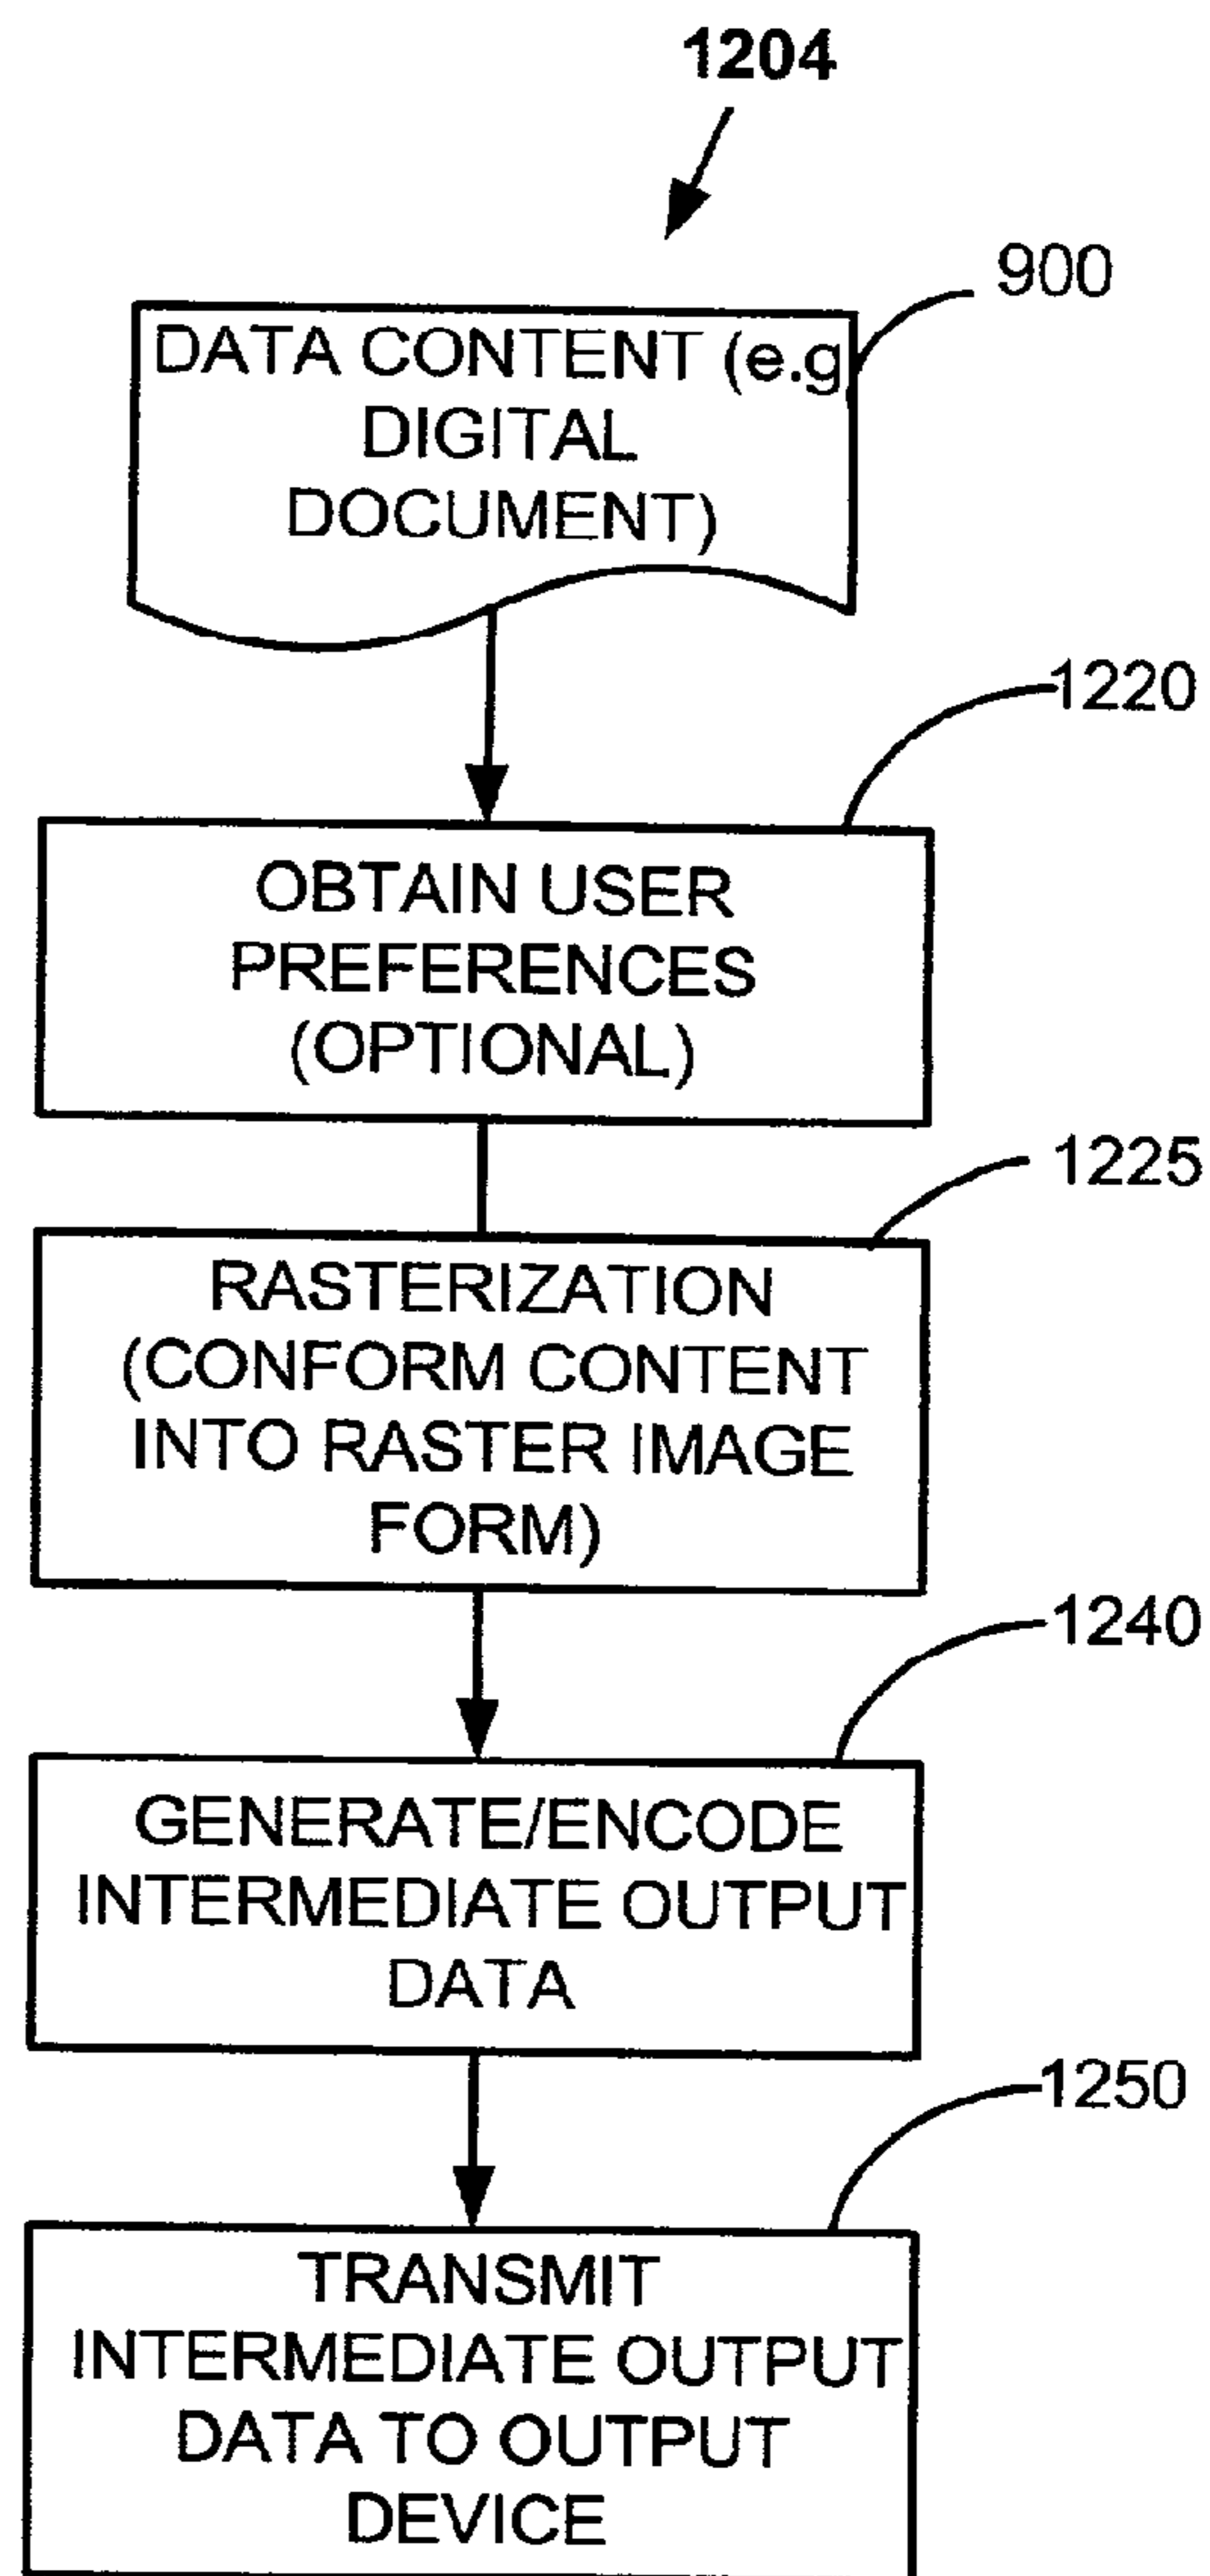 1204
900
DATA CONTENT (e.g
DIGITAL
DOCUMENT)
1220
OBTAIN USER
PREFERENCES
(OPTIONAL)
1225
RASTERIZATION
(CONFORM CONTENT
INTO RASTER IMAGE
FORM)
1240
GENERATE/ENCODE
INTERMEDIATE OUTPUT
DATA
1250
TRANSMIT
INTERMEDIATE OUTPUT
DATA TO OUTPUT
DEVICE